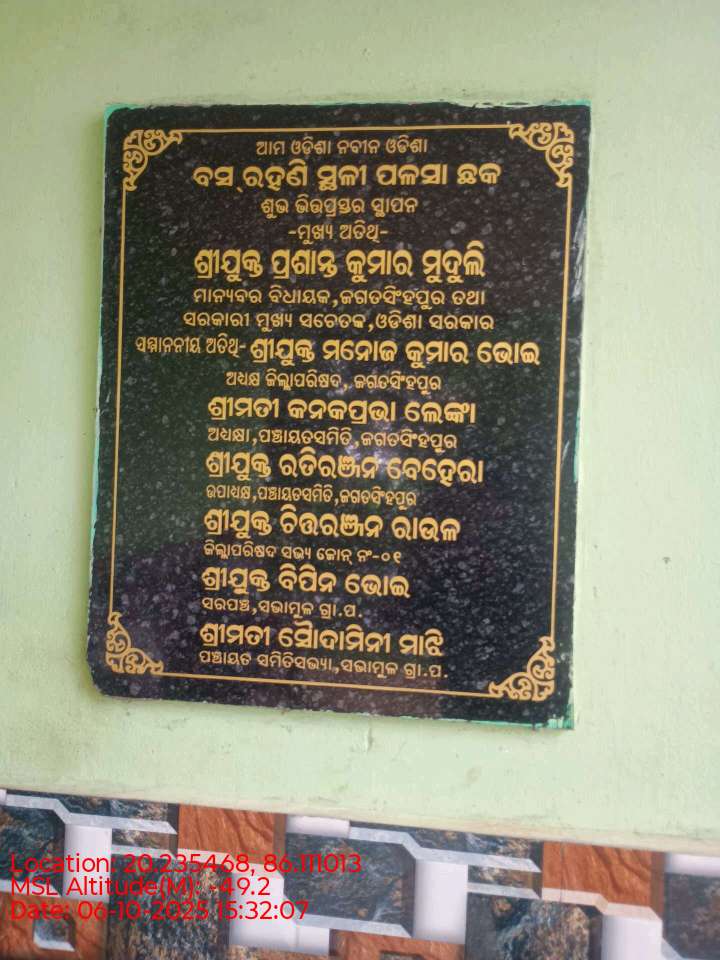 ଆମ ଓଡ଼ିଶା ନବୀନ ଓଡିଶା
ବସ୍ ରହଣି ସ୍ଥଳୀ ପଳସା ଛକ
ଶୁଭ ଭିତ୍ତିପ୍ରସ୍ତର ସ୍ଥାପନ
-ମୁଖ୍ୟ ଅତିଥି-
ଶ୍ରୀଯୁକ୍ତ ପ୍ରଶାନ୍ତ କୁମାର ମୁଦୁଲି
ମାନ୍ୟବର ବିଧାୟକ,ଜଗତସିଂହପୁର ତଥା
ସରକାରୀ ମୁଖ୍ୟ ସଚେତକ,ଓଡିଶା ସରକାର
ସମ୍ମାନନୀୟ ଅତିଥି- ଶ୍ରୀଯୁକ୍ତ ମନୋଜ କୁମାର ଭୋଇ
ଅଧ୍ୟକ୍ଷ ଜିଲ୍ଲାପରିଷଦ, ଜଗତସିଂହପୁର
ଶ୍ରୀମତୀ କନକପ୍ରଭା ଲେଙ୍କା
ଅଧ୍ୟକ୍ଷା,ପଞ୍ଚାୟତସମିତି,ଜଗତସିଂହପୁର
ଶ୍ରୀଯୁକ୍ତ ରତିରଞ୍ଜନ ବେହେରା
ଉପାଧ୍ୟକ୍ଷ,ପଞ୍ଚାୟତସମିତି,ଜଗତସିଂହପୁର
ଶ୍ରୀଯୁକ୍ତ ଚିତ୍ତରଞ୍ଜନ ରାଉଳ
ଜିଲ୍ଲାପରିଷଦ ସଭ୍ୟ ଜୋନ୍ ନଂ-୦୧
ଶ୍ରୀଯୁକ୍ତ ବିପିନ ଭୋଇ
ସରପଞ୍ଚ,ସଭାମୂଳ ଗ୍ରା.ପ.
ଶ୍ରୀମତୀ ସୌଦାମିନୀ ମାଝି
ପଞ୍ଚାୟତ ସମିତିସଭ୍ୟା,ସଭାମୂଳ ଗ୍ରା.ପ.
Location: 20.235468, 86.111013
MSL Altitude(M): -49.2
Date: 06-10-2025 15:32:07